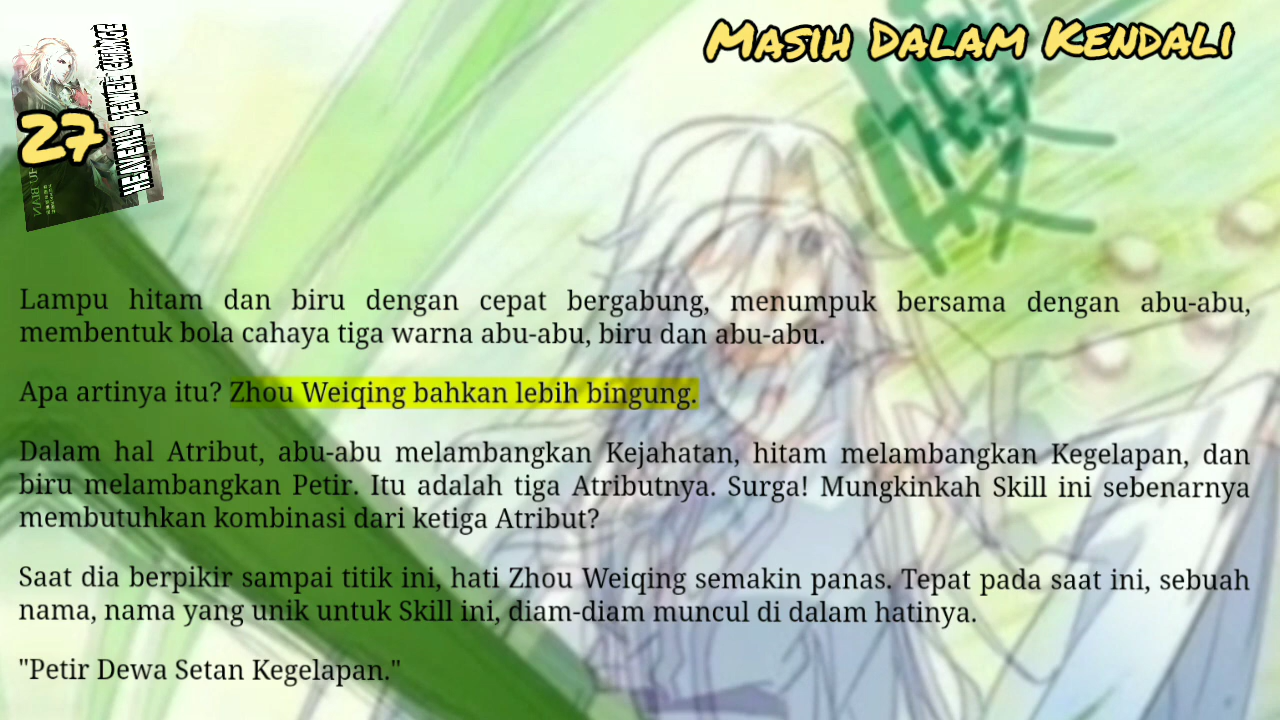 Masih Dalam Kendali
27
HEAVENLY JEWEL CHANGE
Lampu hitam dan biru dengan cepat bergabung, menumpuk bersama dengan abu-abu,
membentuk bola cahaya tiga warna abu-abu, biru dan abu-abu.
Apa artinya itu? Zhou Weiqing bahkan lebih bingung.
Dalam hal Atribut, abu-abu melambangkan Kejahatan, hitam melambangkan Kegelapan, dan
biru melambangkan Petir. Itu adalah tiga Atributnya. Surga! Mungkinkah Skill ini sebenarnya
membutuhkan kombinasi dari ketiga Atribut?
Saat dia berpikir sampai titik ini, hati Zhou Weiqing semakin panas. Tepat pada saat ini, sebuah
nama, nama yang unik untuk Skill ini, diam-diam muncul di dalam hatinya.
"Petir Dewa Setan Kegelapan."